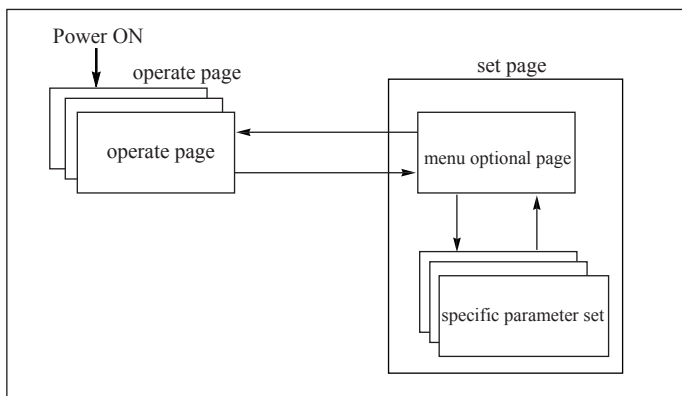 Power ON
operate page
set page
operate page
menu optional page
specific parameter set